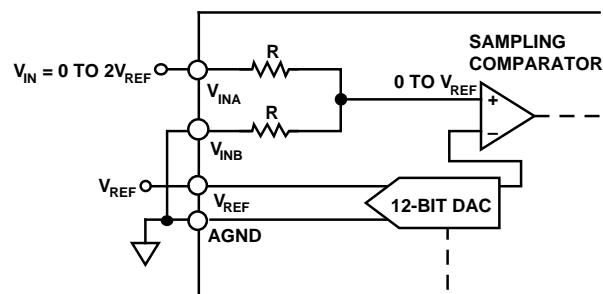 SAMPLING
COMPARATOR
R
V_IN = 0 TO 2V_REF
V_INA
0 TO V_REF
+
R
–
V_INB
V_REF
V_REF
12-BIT DAC
AGND